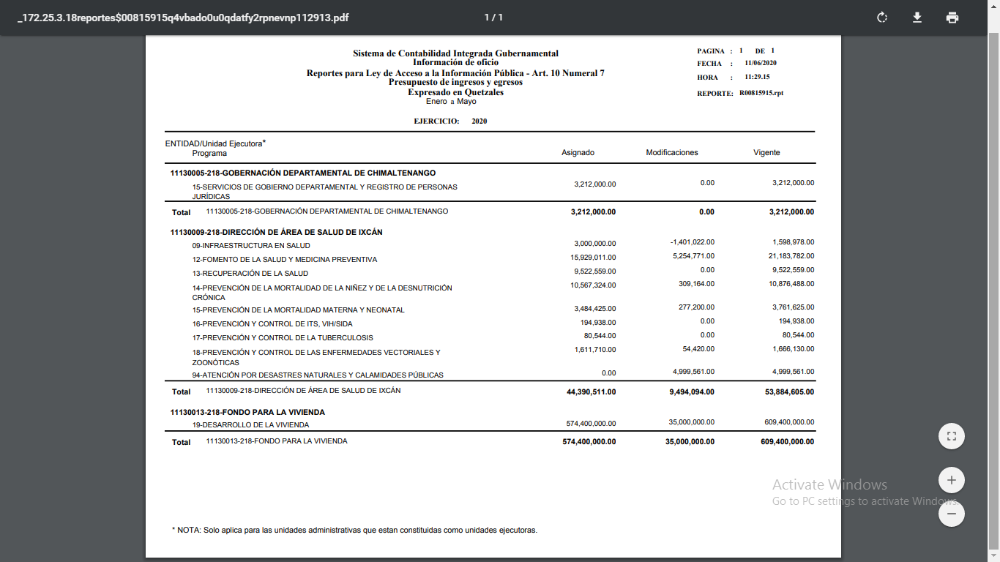 _172.25.3.18reportes$00815915q4vbado0u0qdatfy2rpnevnp112913.pdf 1 / 1
Sistema de Contabilidad Integrada Gubernamental
Información de oficio
Reportes para Ley de Acceso a la Información Pública - Art. 10 Numeral 7
Presupuesto de ingresos y egresos
Expresado en Quetzales
Enero a Mayo
EJERCICIO: 2020
PAGINA : 1 DE 1
FECHA : 11/06/2020
HORA : 11:29.15
REPORTE: R00815915.rpt
ENTIDAD/Unidad Ejecutora*
Programa Asignado Modificaciones Vigente
11130005-218-GOBERNACIÓN DEPARTAMENTAL DE CHIMALTENANGO
15-SERVICIOS DE GOBIERNO DEPARTAMENTAL Y REGISTRO DE PERSONAS 3,212,000.00 0.00 3,212,000.00
JURÍDICAS
Total 11130005-218-GOBERNACIÓN DEPARTAMENTAL DE CHIMALTENANGO 3,212,000.00 0.00 3,212,000.00
11130009-218-DIRECCIÓN DE ÁREA DE SALUD DE IXCÁN
09-INFRAESTRUCTURA EN SALUD 3,000,000.00 -1,401,022.00 1,598,978.00
12-FOMENTO DE LA SALUD Y MEDICINA PREVENTIVA 15,929,011.00 5,254,771.00 21,183,782.00
13-RECUPERACIÓN DE LA SALUD 9,522,559.00 0.00 9,522,559.00
14-PREVENCIÓN DE LA MORTALIDAD DE LA NIÑEZ Y DE LA DESNUTRICIÓN 10,567,324.00 309,164.00 10,876,488.00
CRÓNICA
15-PREVENCIÓN DE LA MORTALIDAD MATERNA Y NEONATAL 3,484,425.00 277,200.00 3,761,625.00
16-PREVENCIÓN Y CONTROL DE ITS, VIH/SIDA 194,938.00 0.00 194,938.00
17-PREVENCIÓN Y CONTROL DE LA TUBERCULOSIS 80,544.00 0.00 80,544.00
18-PREVENCIÓN Y CONTROL DE LAS ENFERMEDADES VECTORIALES Y 1,611,710.00 54,420.00 1,666,130.00
ZOONÓTICAS
94-ATENCIÓN POR DESASTRES NATURALES Y CALAMIDADES PÚBLICAS 0.00 4,999,561.00 4,999,561.00
Total 11130009-218-DIRECCIÓN DE ÁREA DE SALUD DE IXCÁN 44,390,511.00 9,494,094.00 53,884,605.00
11130013-218-FONDO PARA LA VIVIENDA
19-DESARROLLO DE LA VIVIENDA 574,400,000.00 35,000,000.00 609,400,000.00
Total 11130013-218-FONDO PARA LA VIVIENDA 574,400,000.00 35,000,000.00 609,400,000.00
Activate Windows
Go to PC settings to activate Windows.
* NOTA: Solo aplica para las unidades administrativas que estan constituidas como unidades ejecutoras.